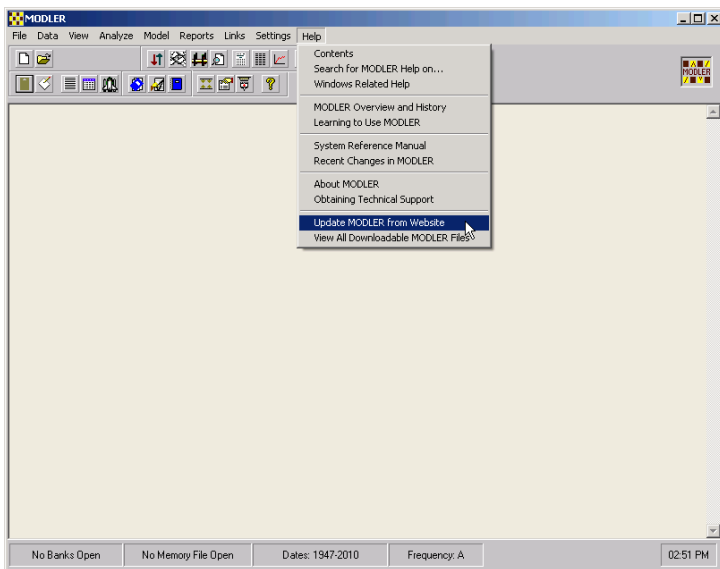 MODLER
File Data View Analyze Model Reports Links Settings Help
Contents
Search for MODLER Help on...
Windows Related Help
MODLER Overview and History
Learning to Use MODLER
System Reference Manual
Recent Changes in MODLER
About MODLER
Obtaining Technical Support
Update MODLER from Website
View All Downloadable MODLER Files
MODLER
No Banks Open No Memory File Open Dates: 1947-2010 Frequency: A 02:51 PM